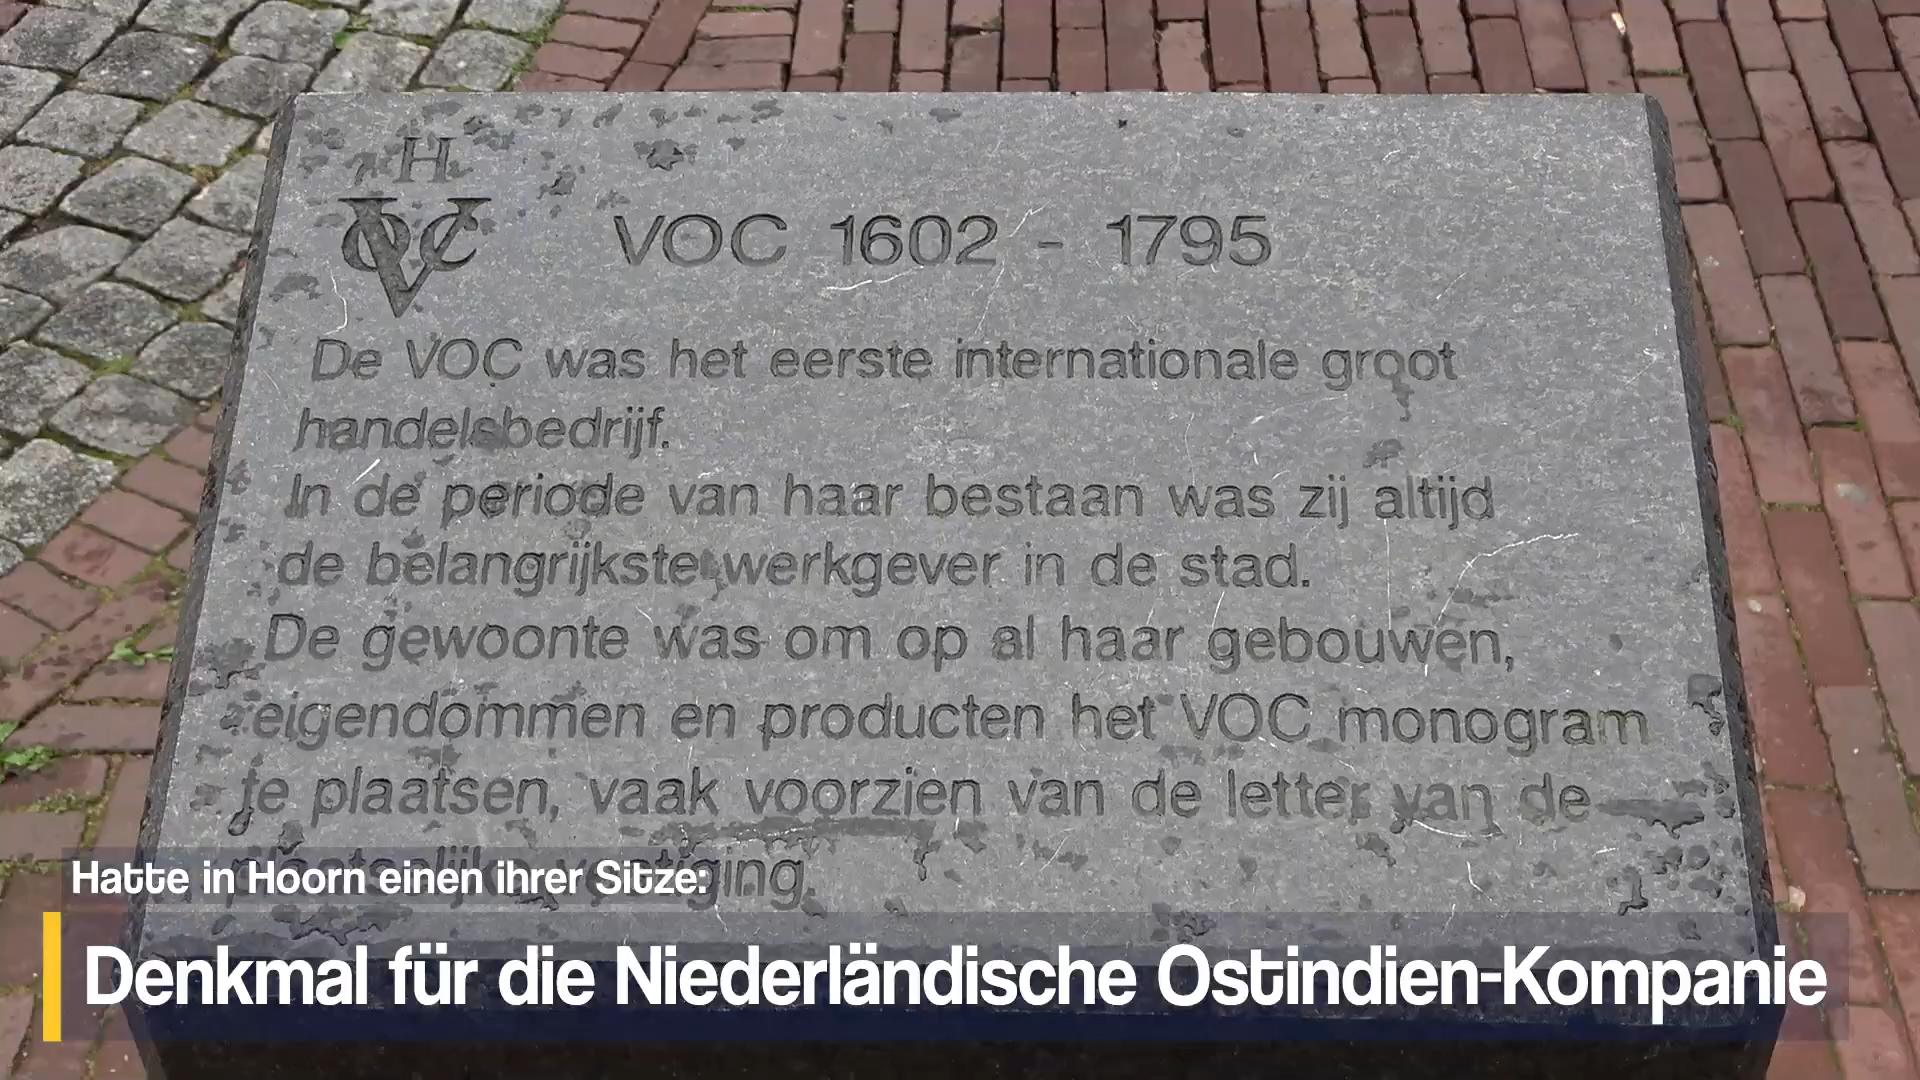 H
VOC
VOC 1602 - 1795
De VOC was het eerste internationale groot
handelsbedrijf.
In de periode van haar bestaan was zij altijd
de belangrijkste werkgever in de stad.
De gewoonte was om op al haar gebouwen,
eigendommen en producten het VOC monogram
te plaatsen, vaak voorzien van de letter van de
plaatselijke vestiging.
Hatte in Hoorn einen ihrer Sitze:
Denkmal für die Niederländische Ostindien-Kompanie